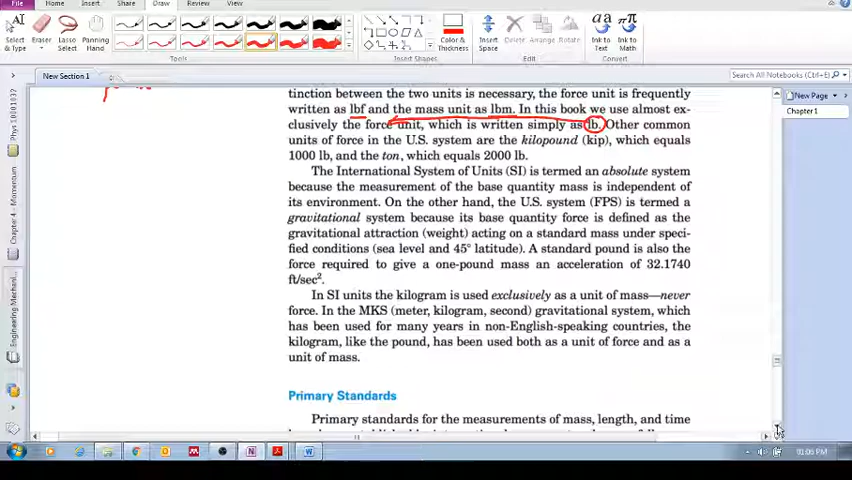 File
Home
Insert
Share
Draw
Review
View
Select & Type
Eraser
Lasso Select
Panning Hand
Tools
Insert Shapes
Color & Thickness
Insert Space
Delete
Arrange
Rotate
Ink to Text
Ink to Math
Edit
Convert
New Section 1
Search All Notebooks (Ctrl+E)
New Page
Chapter1
Phys 10301037
Chapter 4 - Momentum
Engineering Mechani...
tinction between the two units is necessary, the force unit is frequently
written as lbf and the mass unit as lbm. In this book we use almost ex-
clusively the force unit, which is written simply as lb. Other common
units of force in the U.S. system are the kilopound (kip), which equals
1000 lb, and the ton, which equals 2000 lb.
The International System of Units (SI) is termed an absolute system
because the measurement of the base quantity mass is independent of
its environment. On the other hand, the U.S. system (FPS) is termed a
gravitational system because its base quantity force is defined as the
gravitational attraction (weight) acting on a standard mass under speci-
fied conditions (sea level and 45° latitude). A standard pound is also the
force required to give a one-pound mass an acceleration of 32.1740
ft/sec².
In SI units the kilogram is used exclusively as a unit of mass—never
force. In the MKS (meter, kilogram, second) gravitational system, which
has been used for many years in non-English-speaking countries, the
kilogram, like the pound, has been used both as a unit of force and as a
unit of mass.
Primary Standards
Primary standards for the measurements of mass, length, and time